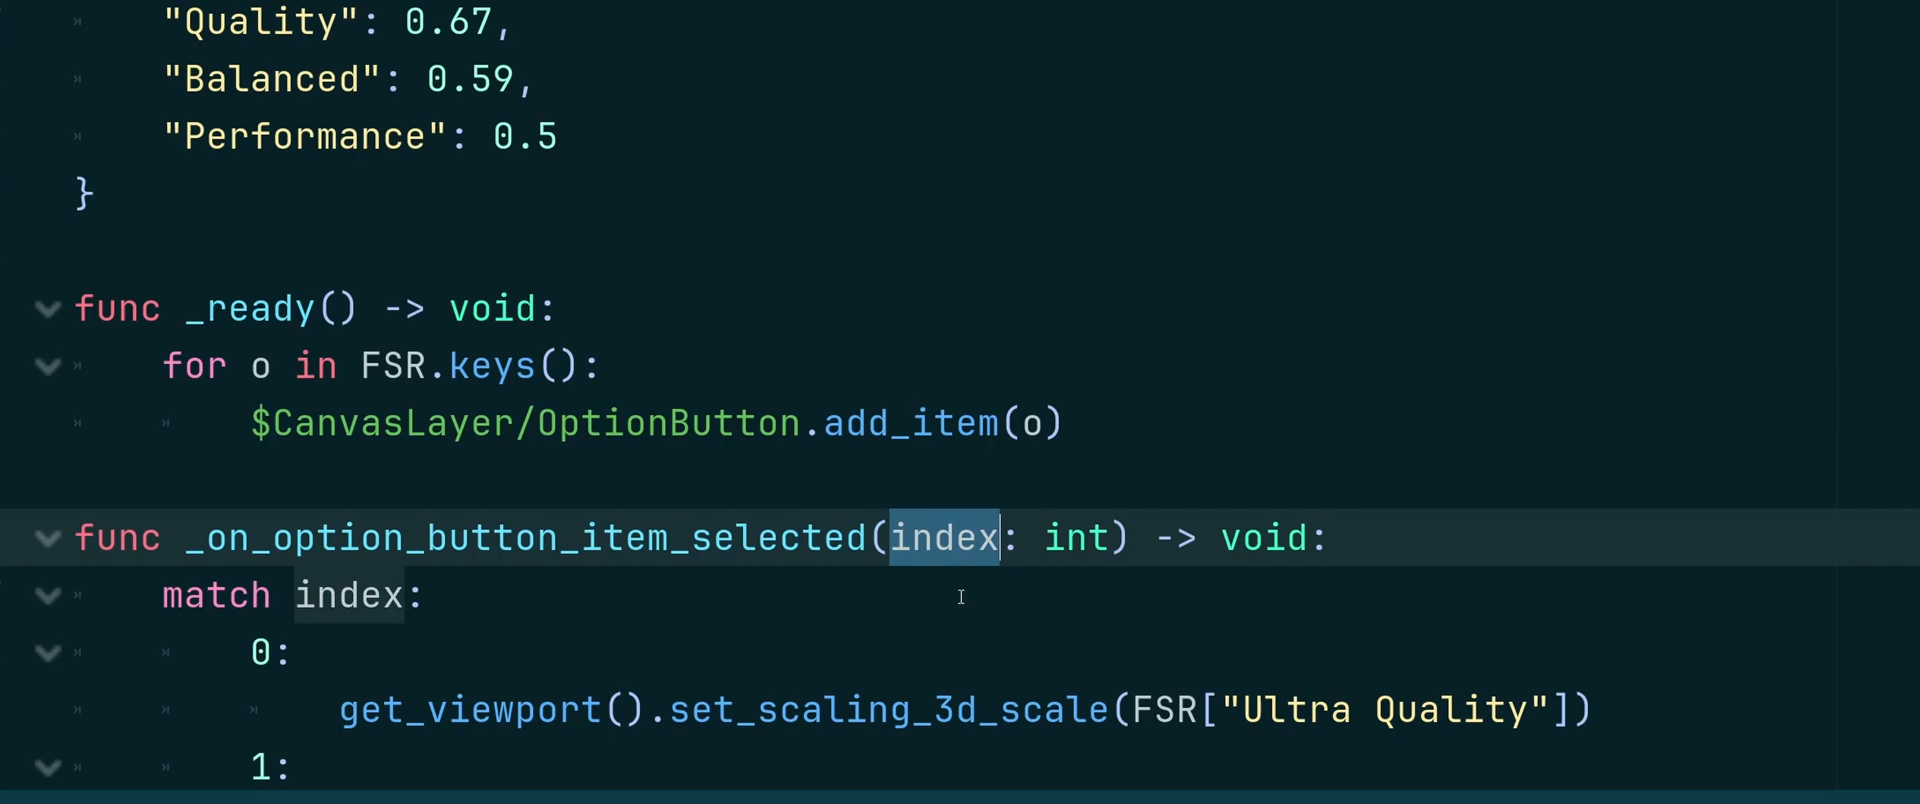 "Quality": 0.67,
"Balanced": 0.59,
"Performance": 0.5
}
func _ready() -> void:
for o in FSR.keys():
$CanvasLayer/OptionButton.add_item(o)
func _on_option_button_item_selected(index: int) -> void:
match index:
0:
get_viewport().set_scaling_3d_scale(FSR["Ultra Quality"])
1: